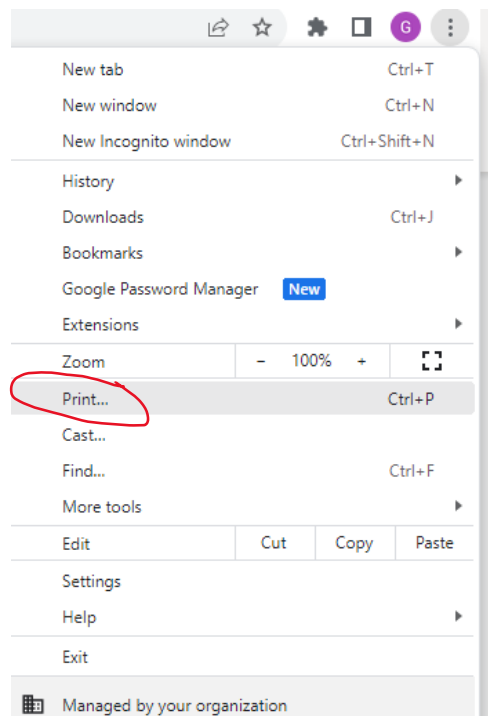 G
New tab Ctrl+T
New window Ctrl+N
New Incognito window Ctrl+Shift+N
History
Downloads Ctrl+J
Bookmarks
Google Password Manager New
Extensions
Zoom - 100% +
Print... Ctrl+P
Cast...
Find... Ctrl+F
More tools
Edit Cut Copy Paste
Settings
Help
Exit
Managed by your organization